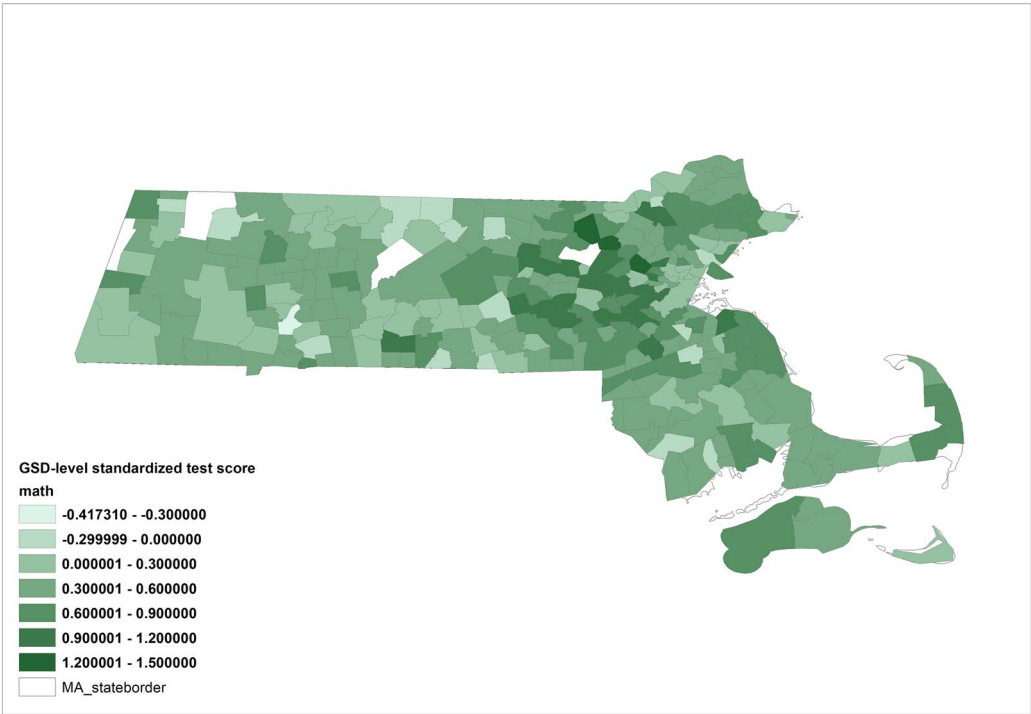 GSD-level standardized test score
math
-0.417310 - -0.300000
-0.299999 - 0.000000
0.000001 - 0.300000
0.300001 - 0.600000
0.600001 - 0.900000
0.900001 - 1.200000
1.200001 - 1.500000
MA_stateborder